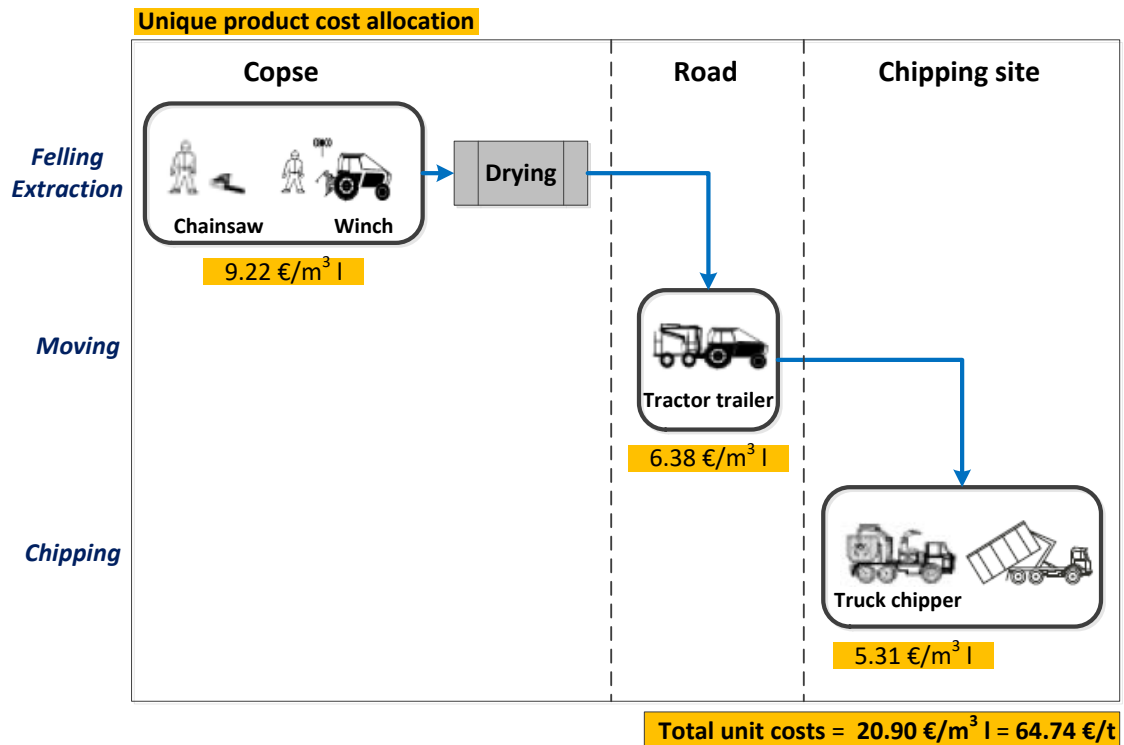 Unique product cost allocation
Copse
Road
Chipping site
Felling
Extraction
Chainsaw
Winch
Drying
9.22 €/m³ l
Moving
Tractor trailer
6.38 €/m³ l
Chipping
Truck chipper
5.31 €/m³ l
Total unit costs = 20.90 €/m³ l = 64.74 €/t